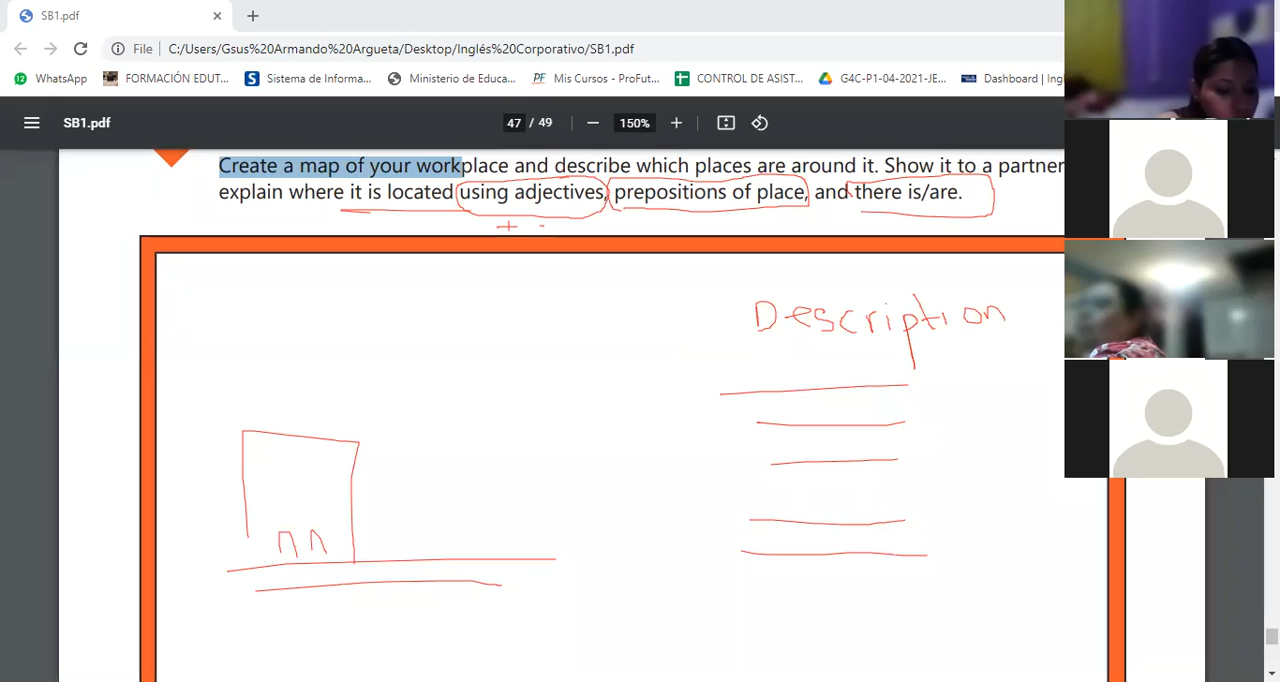 SB1.pdf
File C:/Users/Gsus%20Armando%20Argueta/Desktop/Inglés%20Corporativo/SB1.pdf
12 WhatsApp FORMACIÓN EDUT... S Sistema de Informa... Ministerio de Educa... PF Mis Cursos - ProFut... CONTROL DE ASIST... G4C-P1-04-2021-JE... Dashboard | Ing
SB1.pdf 47 / 49 150%
Create a map of your workplace and describe which places are around it. Show it to a partner
explain where it is located using adjectives, prepositions of place, and there is/are.
Description